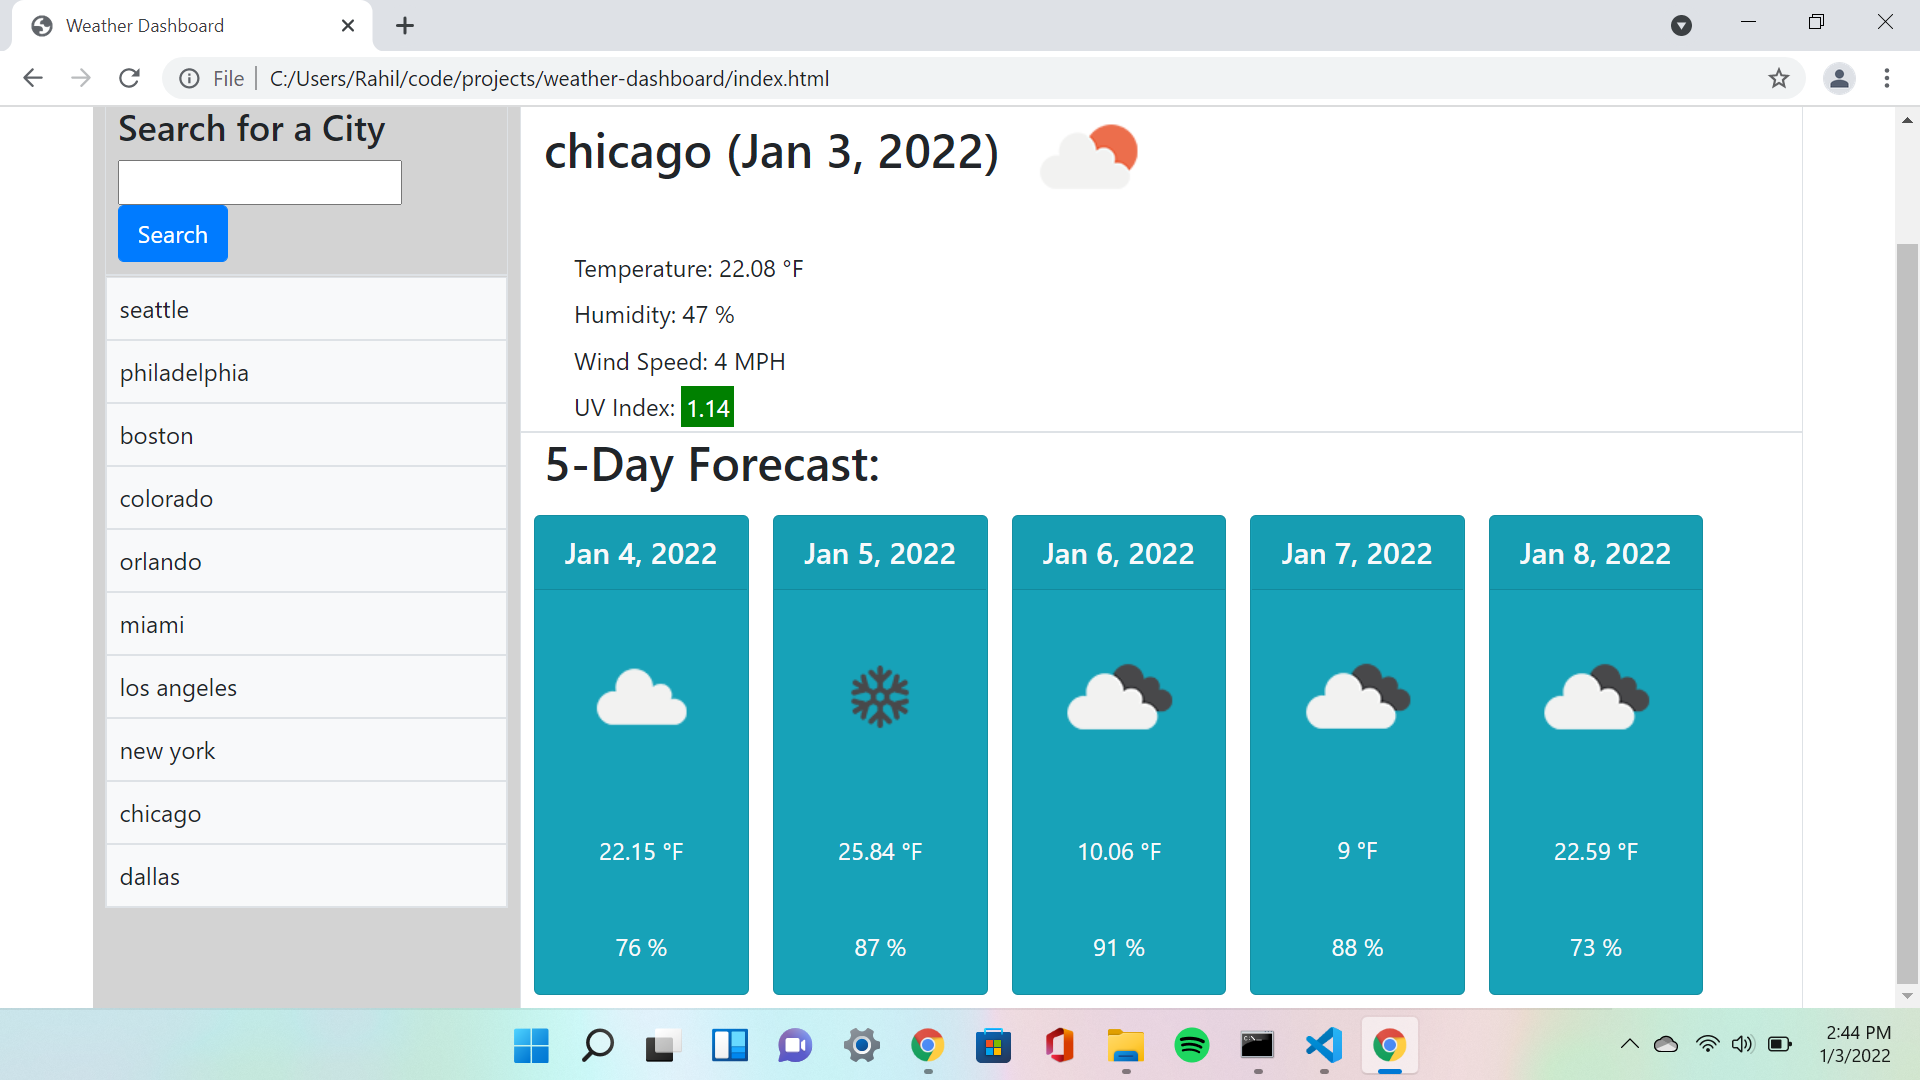 Weather Dashboard
File
C:/Users/Rahil/code/projects/weather-dashboard/index.html
Search for a City
Search
seattle
philadelphia
boston
colorado
orlando
miami
los angeles
new york
chicago
dallas
chicago (Jan 3, 2022)
Temperature: 22.08 °F
Humidity: 47 %
Wind Speed: 4 MPH
UV Index: 1.14
5-Day Forecast:
Jan 4, 2022
22.15 °F
76 %
Jan 5, 2022
25.84 °F
87 %
Jan 6, 2022
10.06 °F
91 %
Jan 7, 2022
9 °F
88 %
Jan 8, 2022
22.59 °F
73 %
2:44 PM
1/3/2022